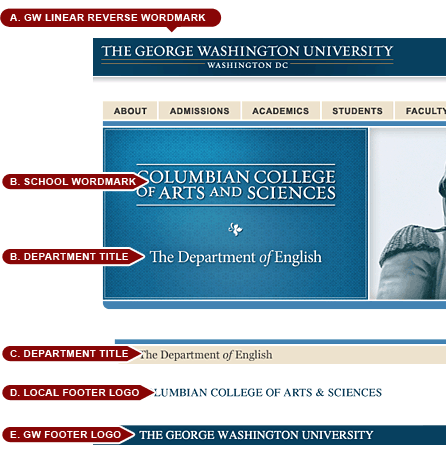 A. GW LINEAR REVERSE WORDMARK
THE GEORGE WASHINGTON UNIVERSITY
WASHINGTON DC
ABOUT ADMISSIONS ACADEMICS STUDENTS FACULTY
B. SCHOOL WORDMARK
COLUMBIAN COLLEGE
OF ARTS AND SCIENCES
B. DEPARTMENT TITLE
The Department of English
C. DEPARTMENT TITLE
The Department of English
D. LOCAL FOOTER LOGO
LUMBIAN COLLEGE OF ARTS & SCIENCES
E. GW FOOTER LOGO
THE GEORGE WASHINGTON UNIVERSITY